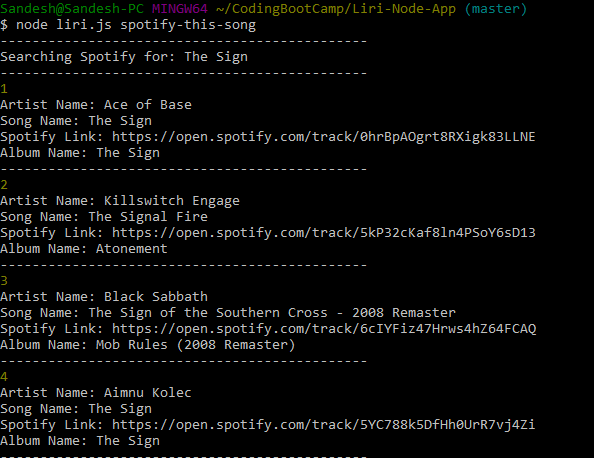 Sandesh@Sandesh-PC MINGW64 ~/CodingBootCamp/Liri-Node-App (master)
$ node liri.js spotify-this-song
-----------------------------------------------
Searching Spotify for: The Sign
-----------------------------------------------
1
Artist Name: Ace of Base
Song Name: The Sign
Spotify Link: https://open.spotify.com/track/0hrBpAOgrt8RXigk83LLNE
Album Name: The Sign
-----------------------------------------------
2
Artist Name: Killswitch Engage
Song Name: The Signal Fire
Spotify Link: https://open.spotify.com/track/5kP32cKaf8ln4PSoY6sD13
Album Name: Atonement
-----------------------------------------------
3
Artist Name: Black Sabbath
Song Name: The Sign of the Southern Cross - 2008 Remaster
Spotify Link: https://open.spotify.com/track/6cIYFiz47Hrws4hZ64FCAQ
Album Name: Mob Rules (2008 Remaster)
-----------------------------------------------
4
Artist Name: Aimnu Kolec
Song Name: The Sign
Spotify Link: https://open.spotify.com/track/5YC788k5DfHh0UrR7vj4Zi
Album Name: The Sign
-----------------------------------------------